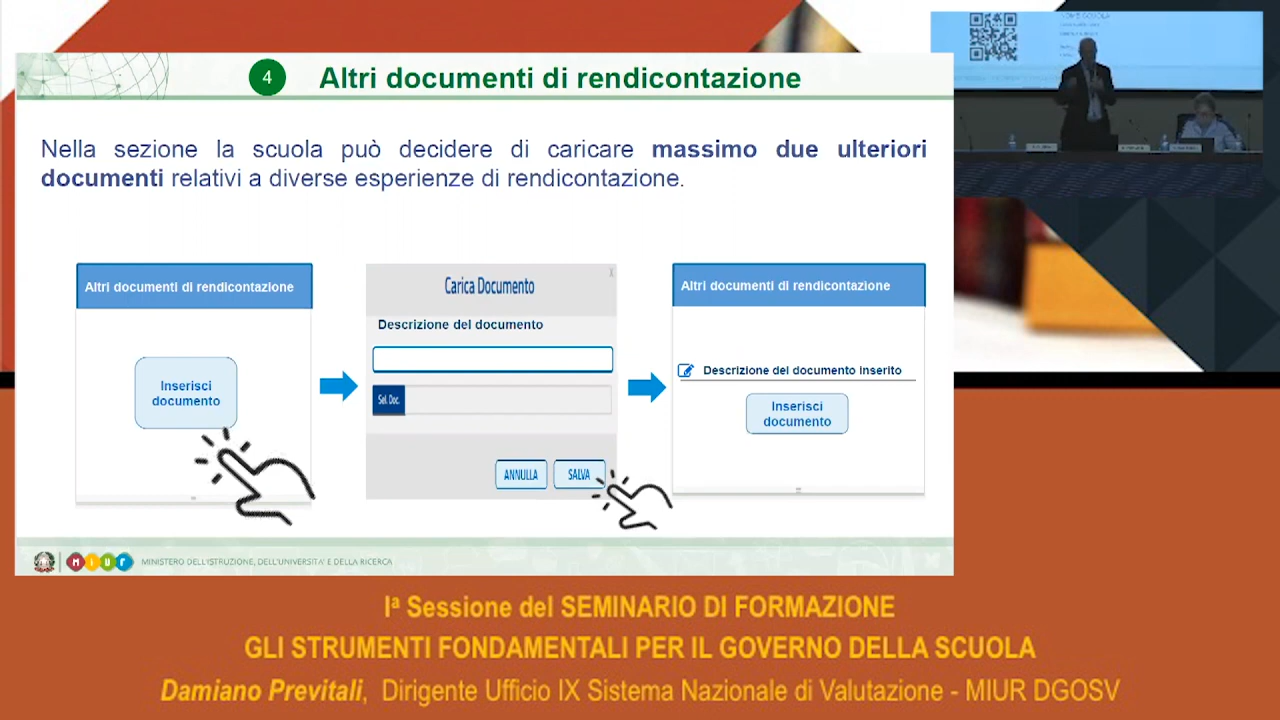 4 Altri documenti di rendicontazione
Nella sezione la scuola può decidere di caricare massimo due ulteriori
documenti relativi a diverse esperienze di rendicontazione.
Altri documenti di rendicontazione
Inserisci
documento
Carica Documento
X
Descrizione del documento
Sel. Doc.
ANNULLA
SALVA
Altri documenti di rendicontazione
Descrizione del documento inserito
Inserisci
documento
MIUR
MINISTERO DELL'ISTRUZIONE, DELL'UNIVERSITA' E DELLA RICERCA
Iª Sessione del SEMINARIO DI FORMAZIONE
GLI STRUMENTI FONDAMENTALI PER IL GOVERNO DELLA SCUOLA
Damiano Previtali, Dirigente Ufficio IX Sistema Nazionale di Valutazione - MIUR DGOSV